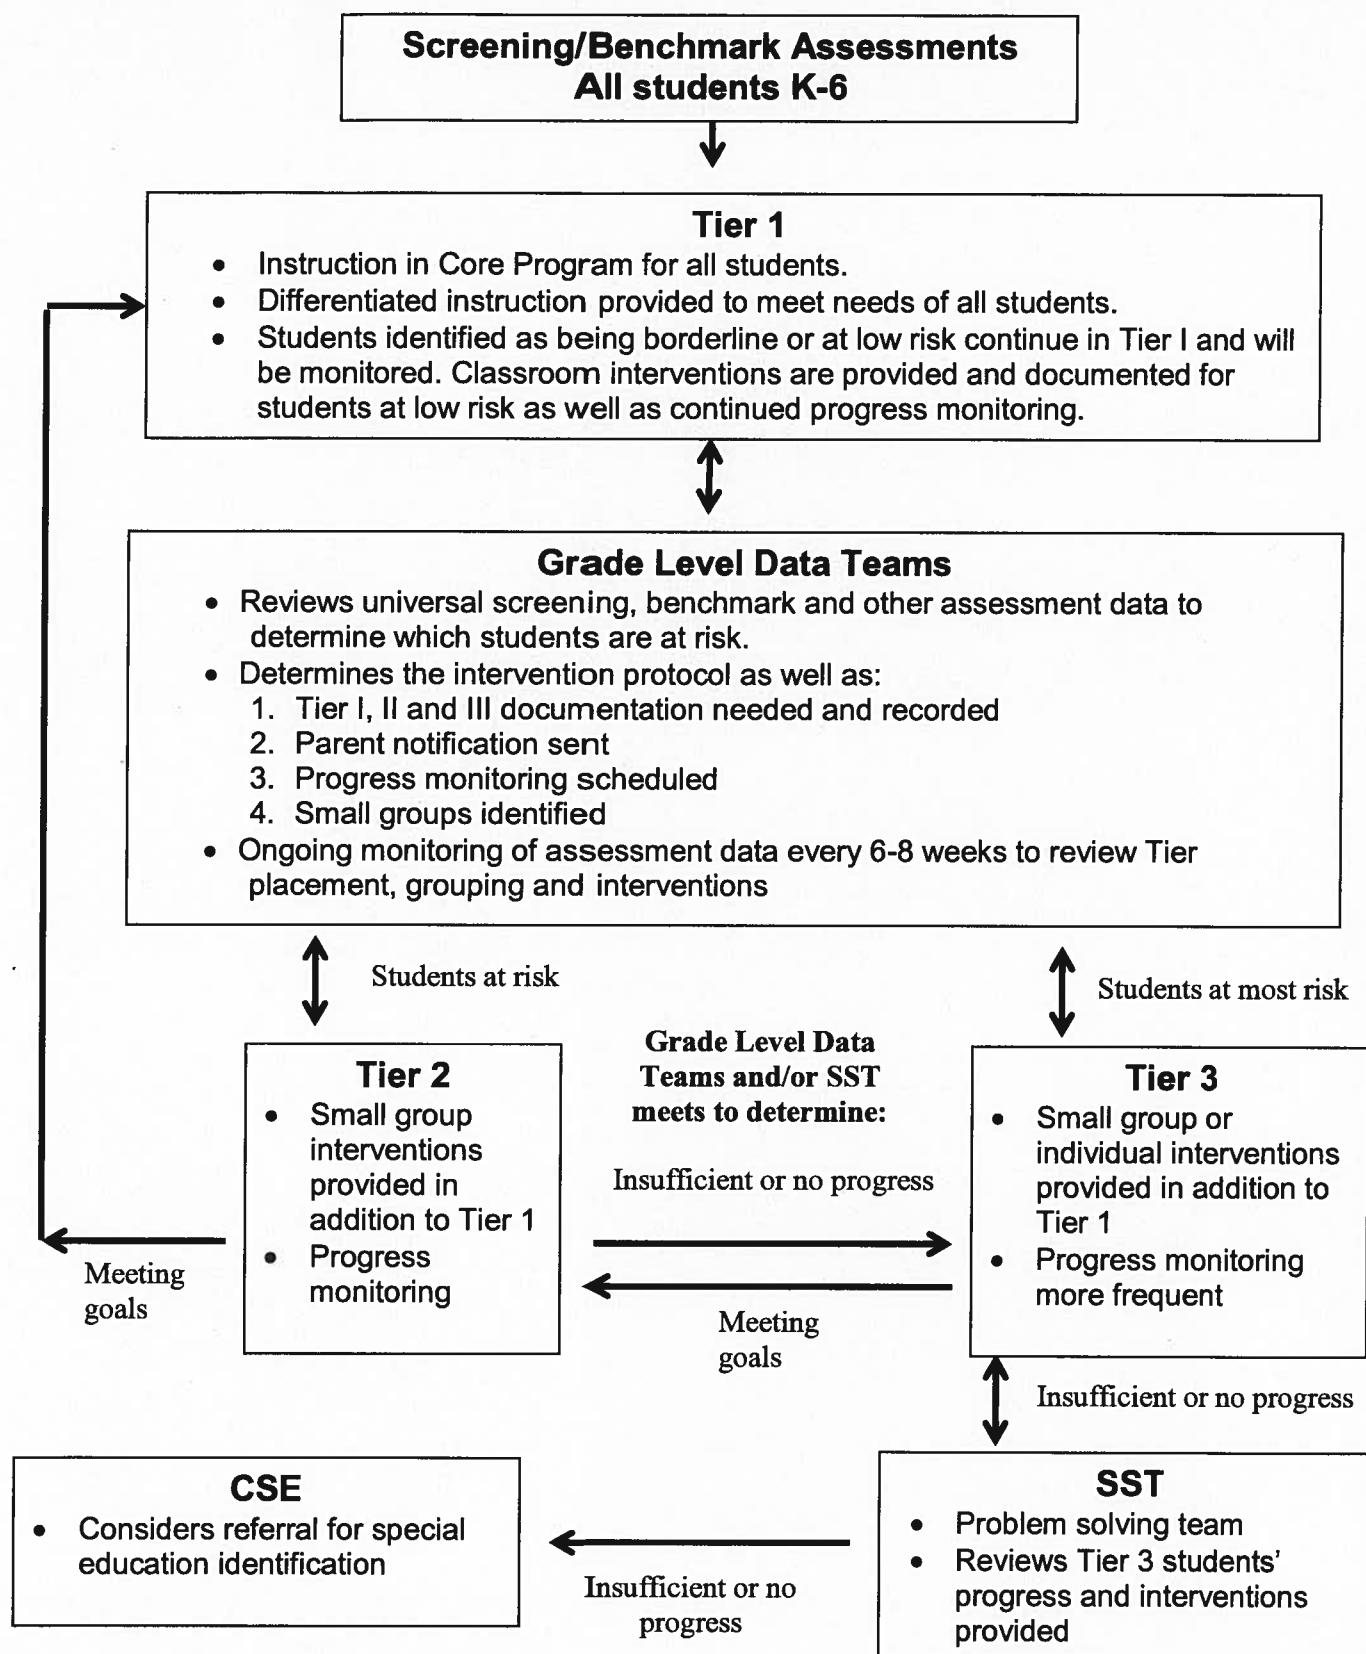 Screening/Benchmark Assessments
All students K-6
Tier 1
• Instruction in Core Program for all students.
• Differentiated instruction provided to meet needs of all students.
• Students identified as being borderline or at low risk continue in Tier I and will
be monitored. Classroom interventions are provided and documented for
students at low risk as well as continued progress monitoring.
Grade Level Data Teams
• Reviews universal screening, benchmark and other assessment data to
determine which students are at risk.
• Determines the intervention protocol as well as:
1. Tier I, II and III documentation needed and recorded
2. Parent notification sent
3. Progress monitoring scheduled
4. Small groups identified
• Ongoing monitoring of assessment data every 6-8 weeks to review Tier
placement, grouping and interventions
Students at risk
Students at most risk
Tier 2
• Small group
interventions
provided in
addition to Tier 1
• Progress
monitoring
Meeting
goals
Grade Level Data
Teams and/or SST
meets to determine:
Insufficient or no progress
Meeting
goals
Tier 3
• Small group or
individual interventions
provided in addition to
Tier 1
• Progress monitoring
more frequent
Insufficient or no progress
CSE
• Considers referral for special
education identification
Insufficient or no
progress
SST
• Problem solving team
• Reviews Tier 3 students’
progress and interventions
provided